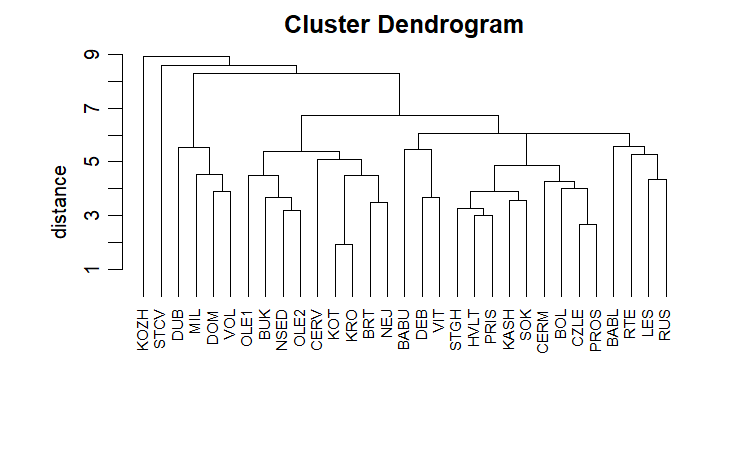 Cluster Dendrogram
distance
9
7
5
3
1
KOZH
STCV
DUB
MIL
DOM
VOL
OLE1
BUK
NSED
OLE2
CERV
KOT
KRO
BRT
NEJ
BABU
DEB
VIT
STGH
HVLT
PRIS
KASH
SOK
CERM
BOL
CZLE
PROS
BABL
RTE
LES
RUS